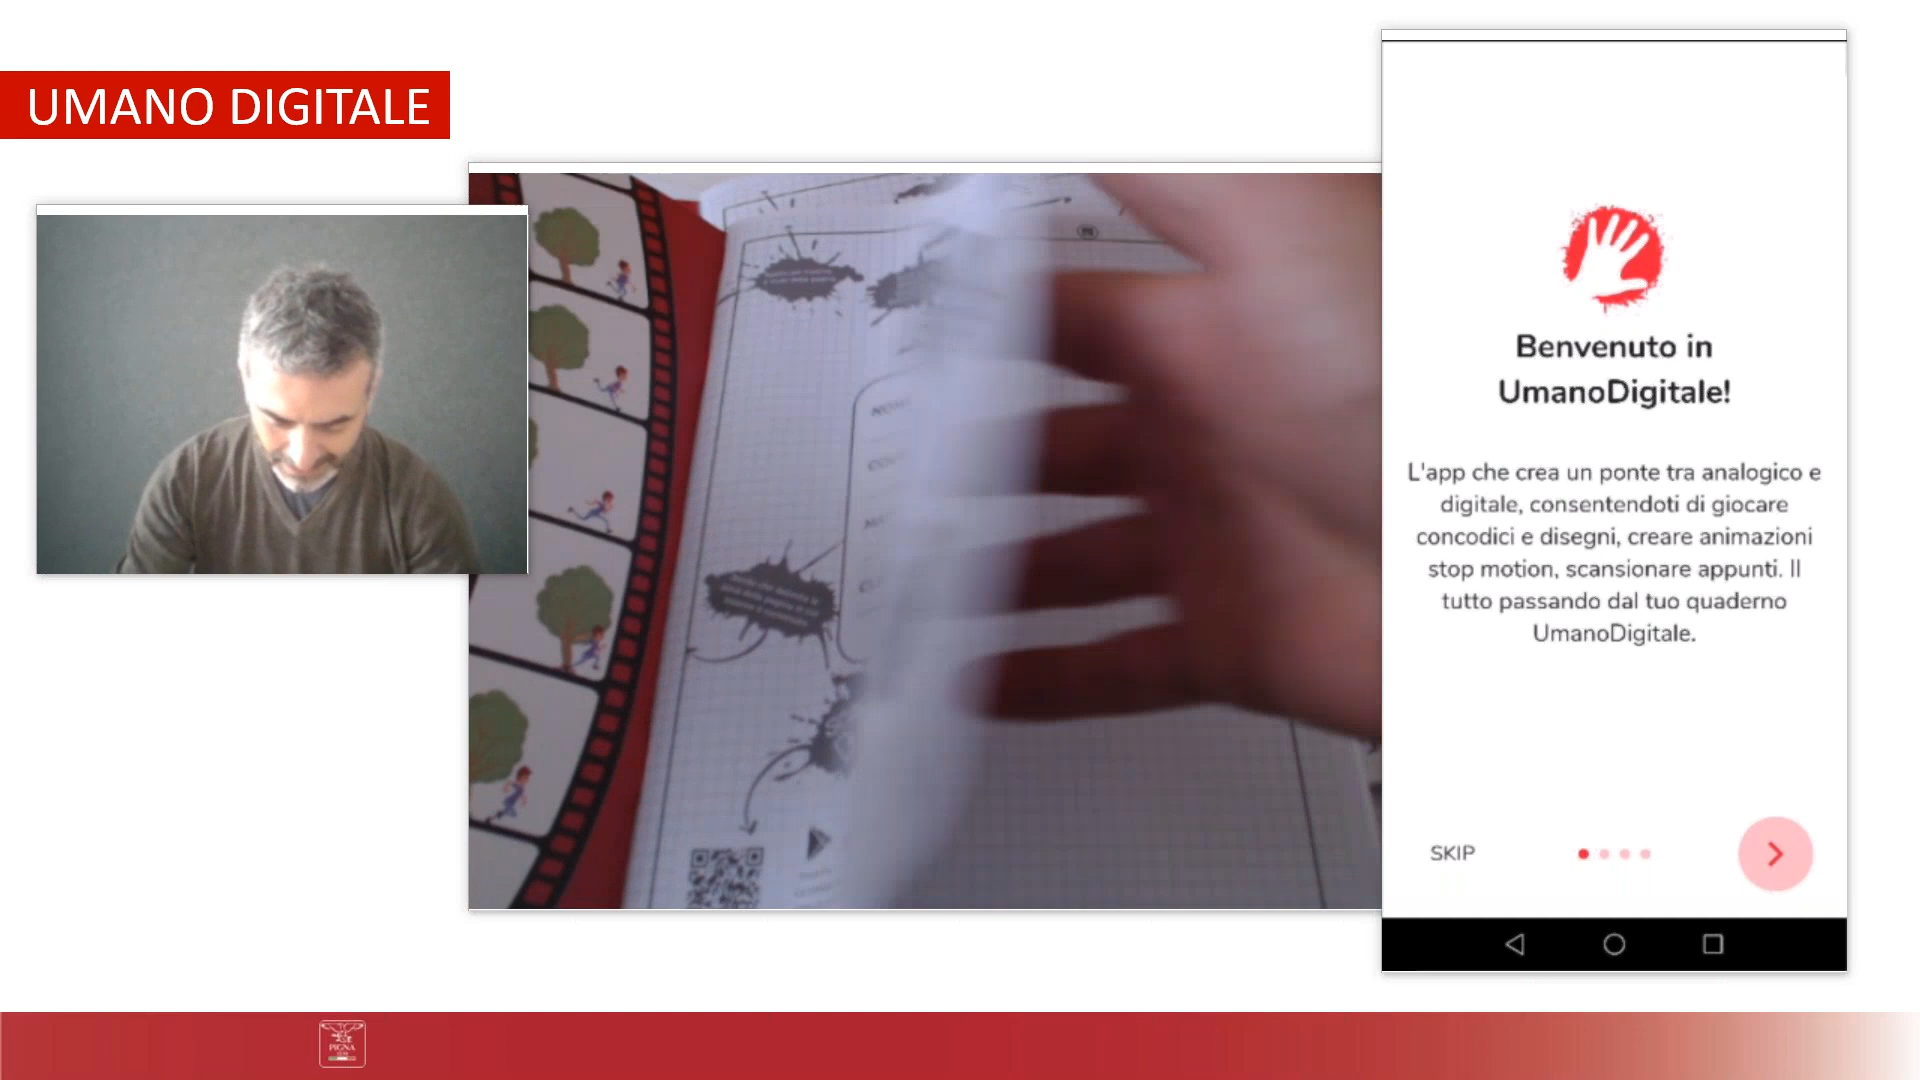 UMANO DIGITALE
Benvenuto in
UmanoDigitale!
L'app che crea un ponte tra analogico e
digitale, consentendoti di giocare
concodici e disegni, creare animazioni
stop motion, scansionare appunti. Il
tutto passando dal tuo quaderno
UmanoDigitale.
SKIP
PIGNA